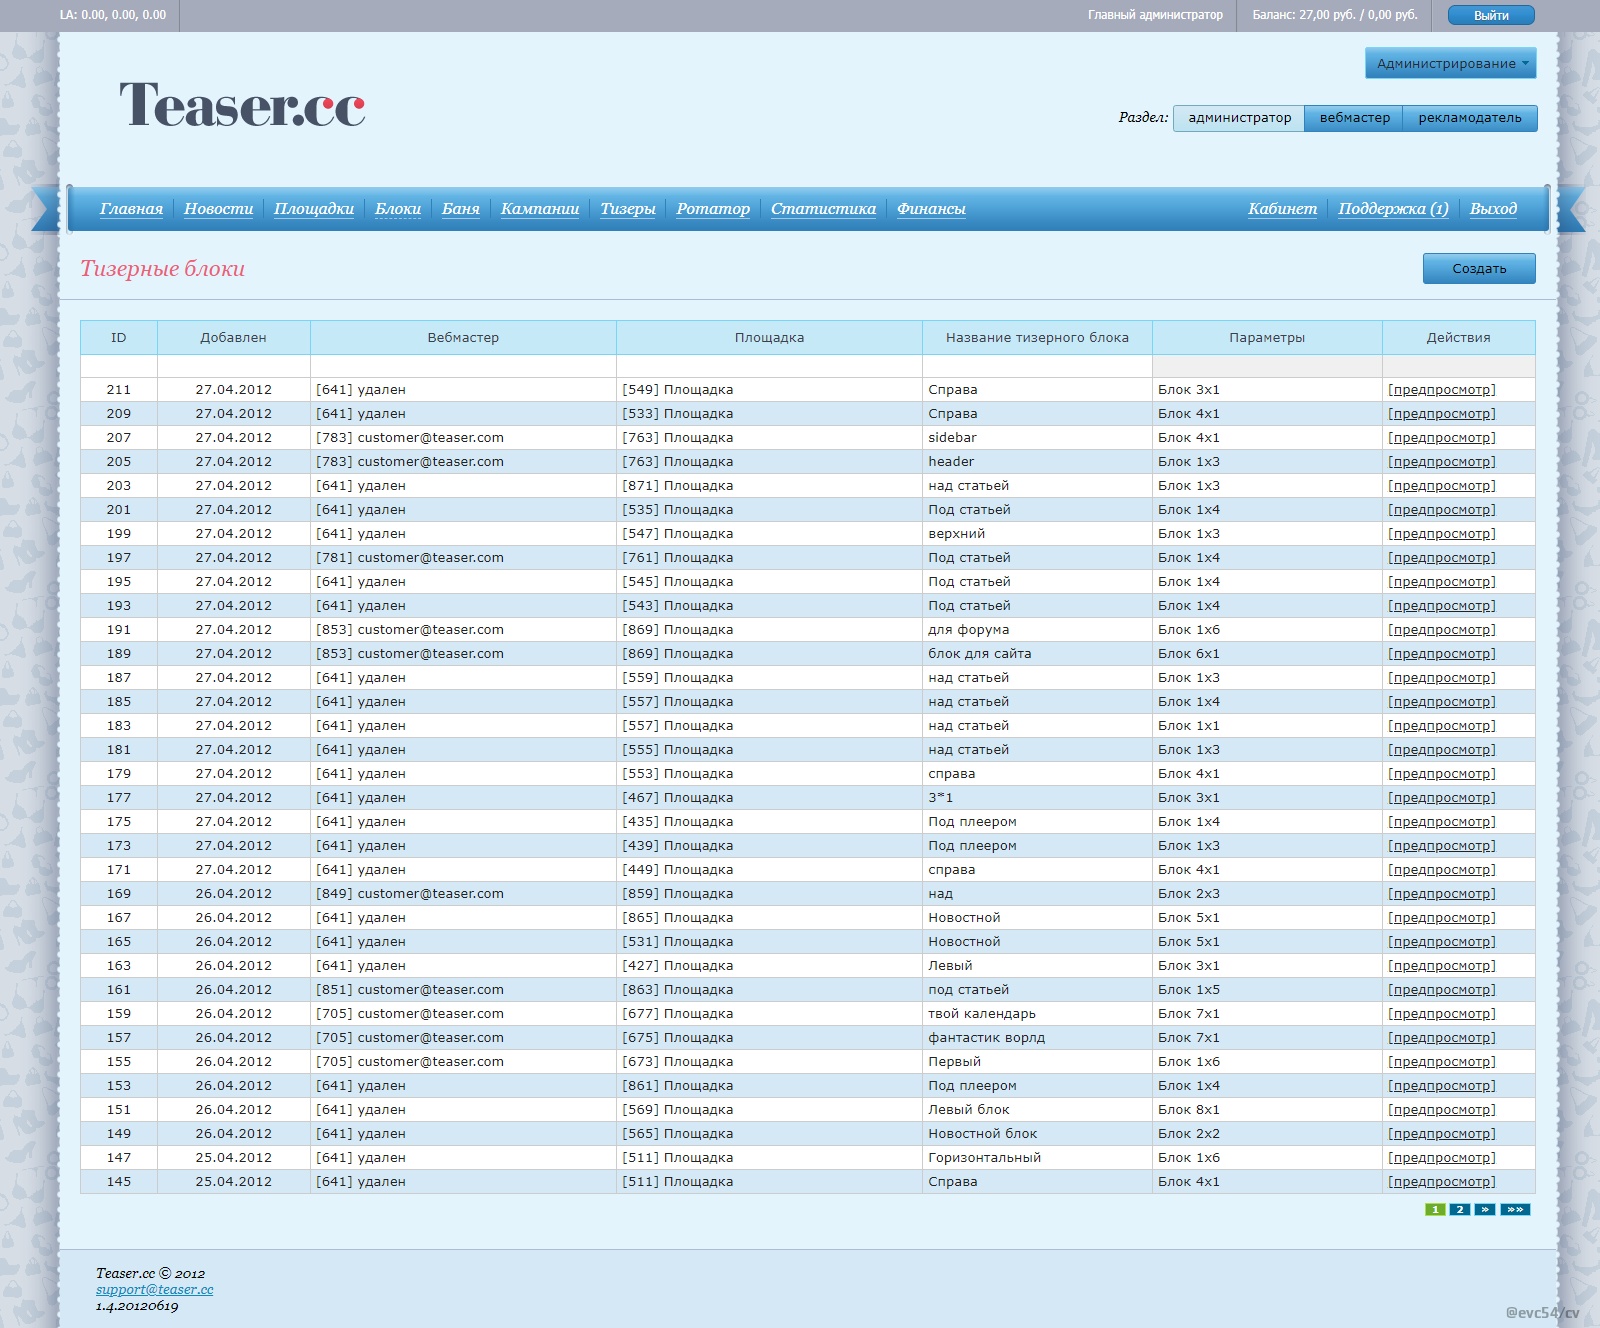 LA: 0.00, 0.00, 0.00 Главный администратор Баланс: 27,00 руб. / 0,00 руб. Выйти
Администрирование
Teaser.cc
Раздел: администратор вебмастер рекламодатель
Главная Новости Площадки Блоки Баня Кампании Тизеры Ротатор Статистика Финансы Кабинет Поддержка (1) Выход
Тизерные блоки Создать
ID Добавлен Вебмастер Площадка Название тизерного блока Параметры Действия
211 27.04.2012 [641] удален [549] Площадка Справа Блок 3x1 [предпросмотр]
209 27.04.2012 [641] удален [533] Площадка Справа Блок 4x1 [предпросмотр]
207 27.04.2012 [783] customer@teaser.com [763] Площадка sidebar Блок 4x1 [предпросмотр]
205 27.04.2012 [783] customer@teaser.com [763] Площадка header Блок 1x3 [предпросмотр]
203 27.04.2012 [641] удален [871] Площадка над статьей Блок 1x3 [предпросмотр]
201 27.04.2012 [641] удален [535] Площадка Под статьей Блок 1x4 [предпросмотр]
199 27.04.2012 [641] удален [547] Площадка верхний Блок 1x3 [предпросмотр]
197 27.04.2012 [781] customer@teaser.com [761] Площадка Под статьей Блок 1x4 [предпросмотр]
195 27.04.2012 [641] удален [545] Площадка Под статьей Блок 1x4 [предпросмотр]
193 27.04.2012 [641] удален [543] Площадка Под статьей Блок 1x4 [предпросмотр]
191 27.04.2012 [853] customer@teaser.com [869] Площадка для форума Блок 1x6 [предпросмотр]
189 27.04.2012 [853] customer@teaser.com [869] Площадка блок для сайта Блок 6x1 [предпросмотр]
187 27.04.2012 [641] удален [559] Площадка над статьей Блок 1x3 [предпросмотр]
185 27.04.2012 [641] удален [557] Площадка над статьей Блок 1x4 [предпросмотр]
183 27.04.2012 [641] удален [557] Площадка над статьей Блок 1x1 [предпросмотр]
181 27.04.2012 [641] удален [555] Площадка над статьей Блок 1x3 [предпросмотр]
179 27.04.2012 [641] удален [553] Площадка справа Блок 4x1 [предпросмотр]
177 27.04.2012 [641] удален [467] Площадка 3*1 Блок 3x1 [предпросмотр]
175 27.04.2012 [641] удален [435] Площадка Под плеером Блок 1x4 [предпросмотр]
173 27.04.2012 [641] удален [439] Площадка Под плеером Блок 1x3 [предпросмотр]
171 27.04.2012 [641] удален [449] Площадка справа Блок 4x1 [предпросмотр]
169 26.04.2012 [849] customer@teaser.com [859] Площадка над Блок 2x3 [предпросмотр]
167 26.04.2012 [641] удален [865] Площадка Новостной Блок 5x1 [предпросмотр]
165 26.04.2012 [641] удален [531] Площадка Новостной Блок 5x1 [предпросмотр]
163 26.04.2012 [641] удален [427] Площадка Левый Блок 3x1 [предпросмотр]
161 26.04.2012 [851] customer@teaser.com [863] Площадка под статьей Блок 1x5 [предпросмотр]
159 26.04.2012 [705] customer@teaser.com [677] Площадка твой календарь Блок 7x1 [предпросмотр]
157 26.04.2012 [705] customer@teaser.com [675] Площадка фантастик ворлд Блок 7x1 [предпросмотр]
155 26.04.2012 [705] customer@teaser.com [673] Площадка Первый Блок 1x6 [предпросмотр]
153 26.04.2012 [641] удален [861] Площадка Под плеером Блок 1x4 [предпросмотр]
151 26.04.2012 [641] удален [569] Площадка Левый блок Блок 8x1 [предпросмотр]
149 26.04.2012 [641] удален [565] Площадка Новостной блок Блок 2x2 [предпросмотр]
147 25.04.2012 [641] удален [511] Площадка Горизонтальный Блок 1x6 [предпросмотр]
145 25.04.2012 [641] удален [511] Площадка Справа Блок 4x1 [предпросмотр]
1 2 » »»
Teaser.cc © 2012
support@teaser.cc
1.4.20120619
@evc54/cv